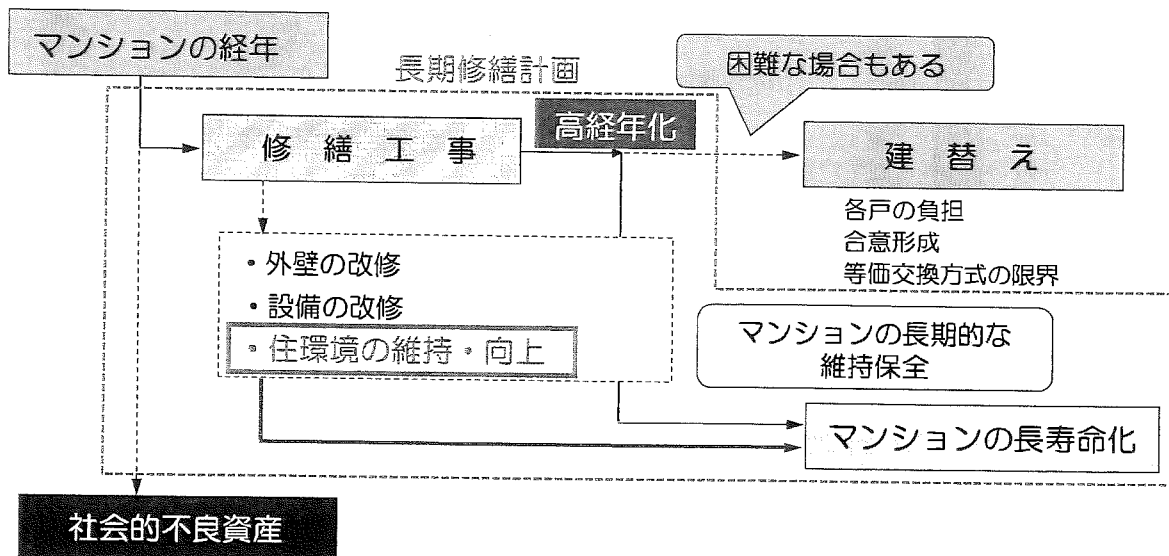 マンションの経年
長期修繕計画
困難な場合もある
高経年化
修繕工事
建替え
各戸の負担
合意形成
等価交換方式の限界
・外壁の改修
・設備の改修
・住環境の維持・向上
マンションの長期的な
維持保全
マンションの長寿命化
社会的不良資産